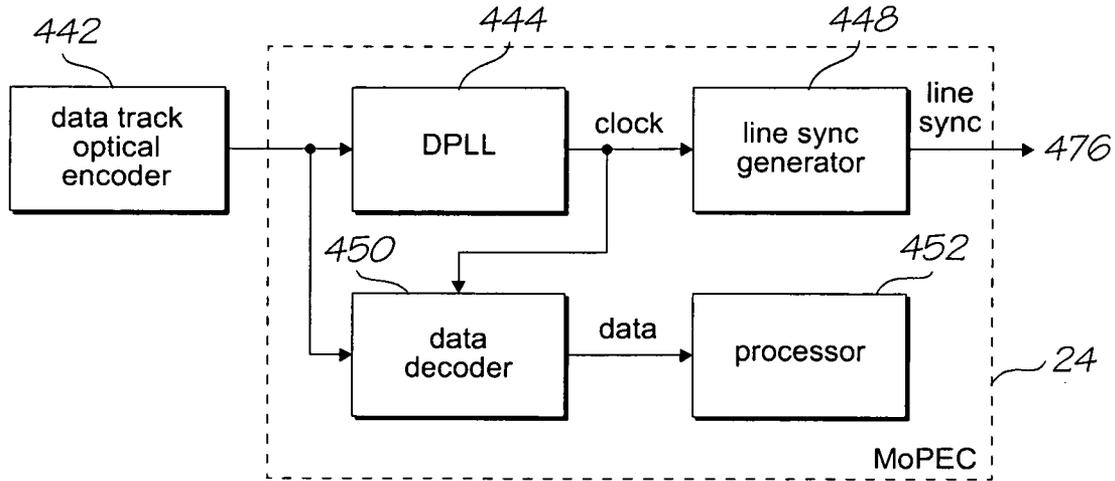 442
444
448
data track
optical
encoder
DPLL
clock
line sync
generator
line
sync
476
450
452
data
decoder
data
processor
24
MoPEC